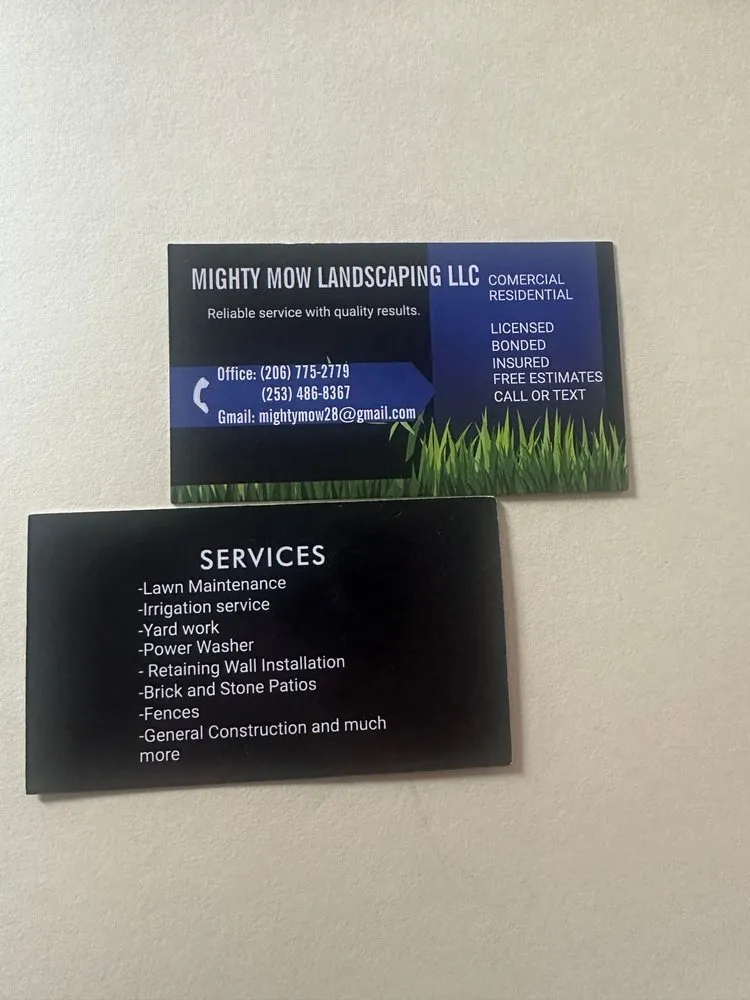 MIGHTY MOW LANDSCAPING LLC
Reliable service with quality results.
Office: (206) 775-2779
(253) 486-8367
Gmail: mightymow28@gmail.com
COMERCIAL
RESIDENTIAL
LICENSED
BONDED
INSURED
FREE ESTIMATES
CALL OR TEXT
SERVICES
-Lawn Maintenance
-Irrigation service
-Yard work
-Power Washer
- Retaining Wall Installation
-Brick and Stone Patios
-Fences
-General Construction and much
more